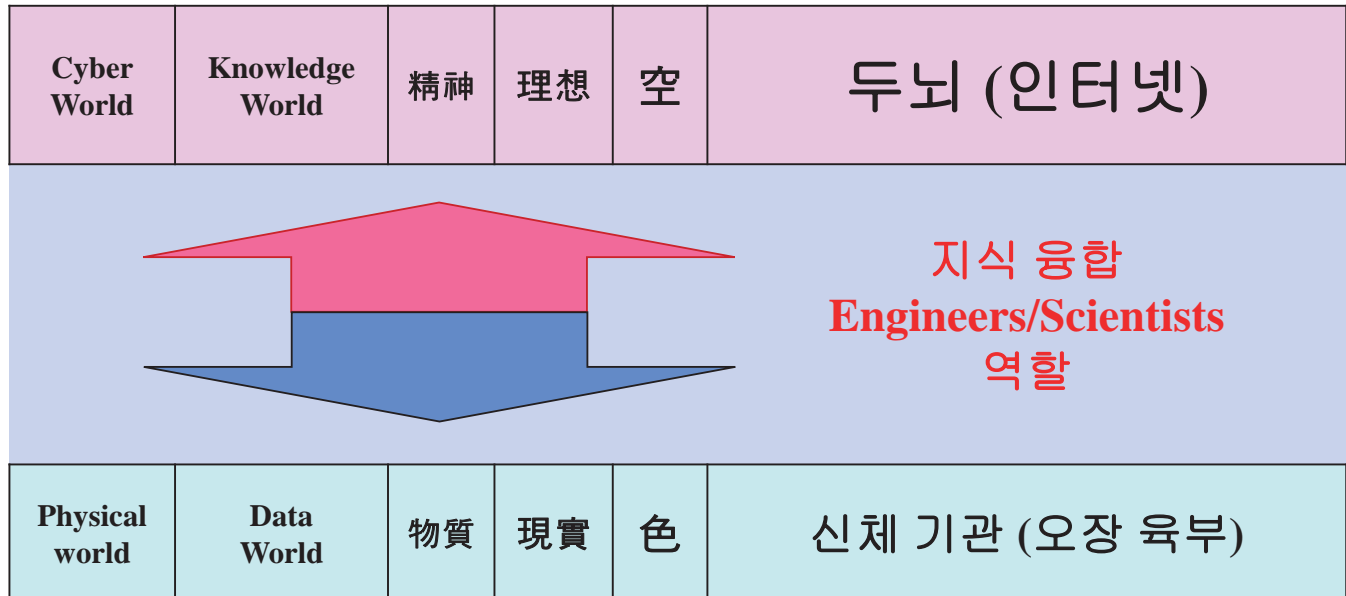 Cyber World
Knowledge World
精神
理想
空
두뇌 (인터넷)
지식 융합
Engineers/Scientists
역할
Physical world
Data World
物質
現實
色
신체 기관 (오장 육부)